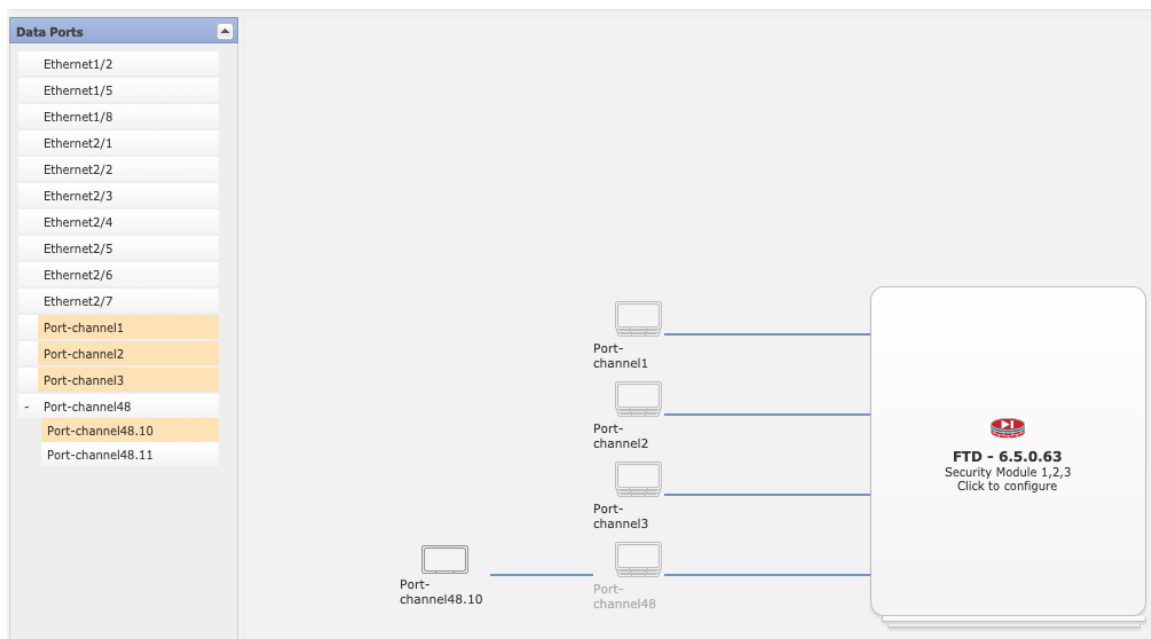 Data Ports
Ethernet1/2
Ethernet1/5
Ethernet1/8
Ethernet2/1
Ethernet2/2
Ethernet2/3
Ethernet2/4
Ethernet2/5
Ethernet2/6
Ethernet2/7
Port-channel1
Port-channel2
Port-channel3
- Port-channel48
Port-channel48.10
Port-channel48.11
Port-
channel1
Port-
channel2
Port-
channel3
Port-
channel48.10
Port-
channel48
FTD - 6.5.0.63
Security Module 1,2,3
Click to configure